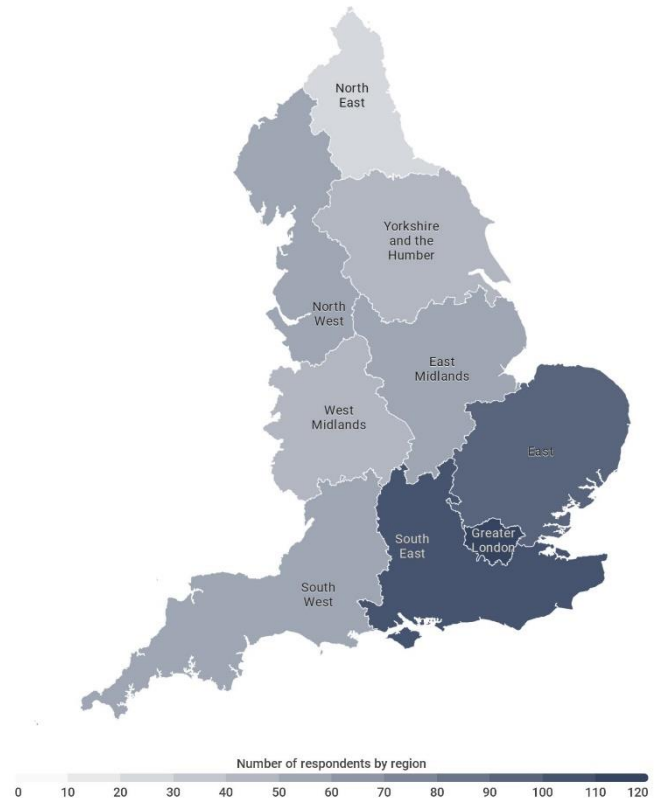 North
East
Yorkshire
and the
Humber
North
West
East
Midlands
West
Midlands
East
South
East
Greater
London
South
West
Number of respondents by region
0 10 20 30 40 50 60 70 80 90 100 110 120